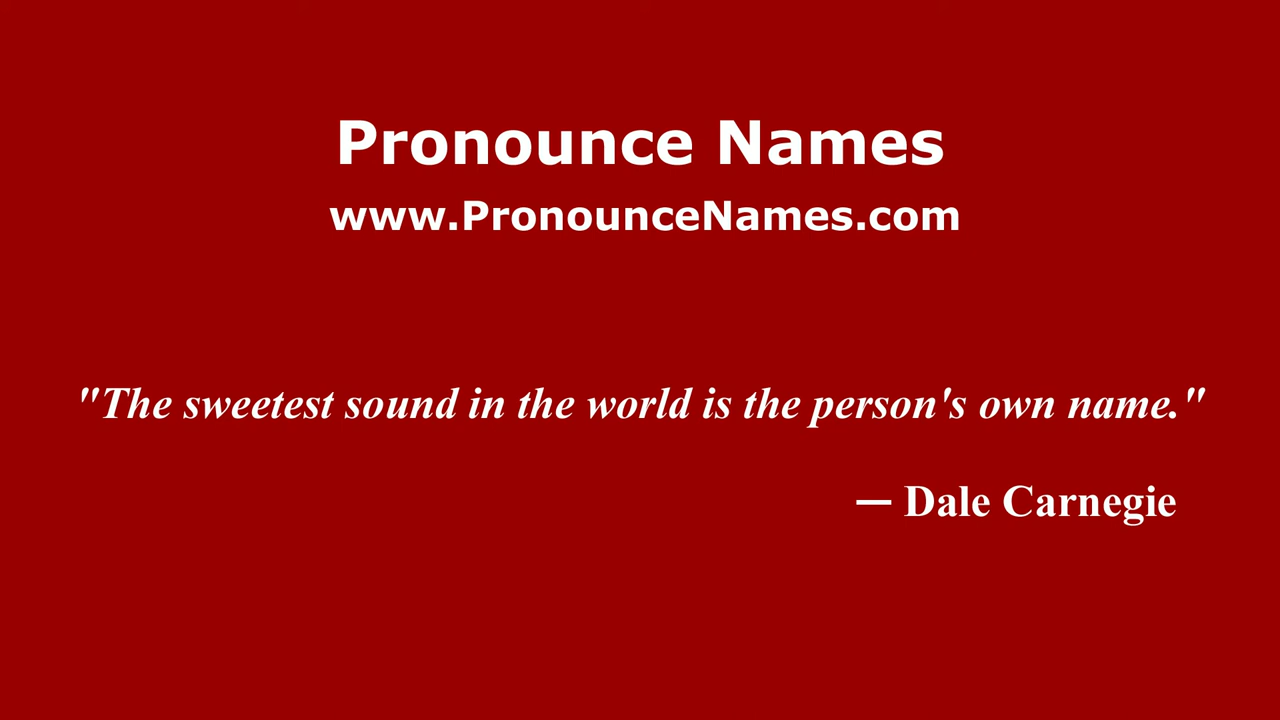 Pronounce Names
www.PronounceNames.com
"The sweetest sound in the world is the person's own name."
— Dale Carnegie